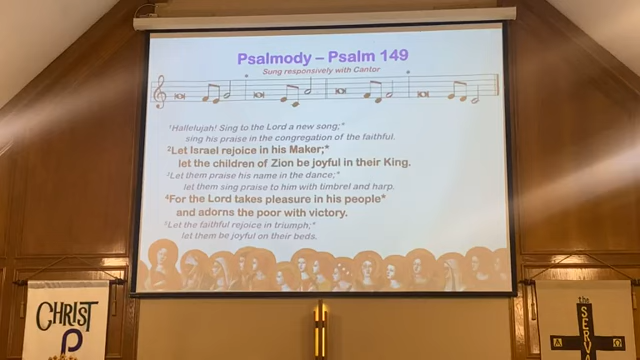 Psalmody – Psalm 149
Sung responsively with Cantor
1Hallelujah! Sing to the Lord a new song;*
sing his praise in the congregation of the faithful.
2Let Israel rejoice in his Maker;*
let the children of Zion be joyful in their King.
3Let them praise his name in the dance;*
let them sing praise to him with timbrel and harp.
4For the Lord takes pleasure in his people*
and adorns the poor with victory.
5Let the faithful rejoice in triumph;*
let them be joyful on their beds.
CHRIST
the
SERVA
A Ω